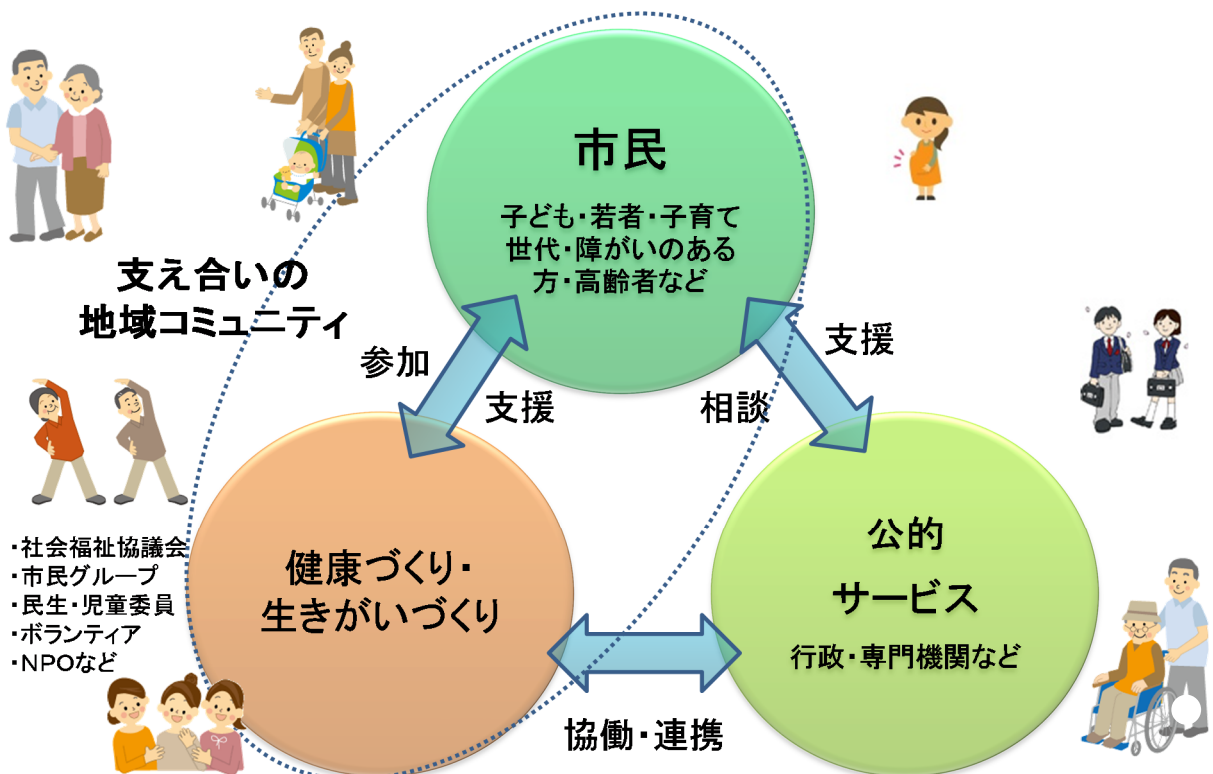 市民
子ども・若者・子育て
世代・障がいのある
方・高齢者など
支え合いの
地域コミュニティ
参加
支援
相談
支援
・社会福祉協議会
・市民グループ
・民生・児童委員
・ボランティア
・NPOなど
健康づくり・
生きがいづくり
公的
サービス
行政・専門機関など
協働・連携